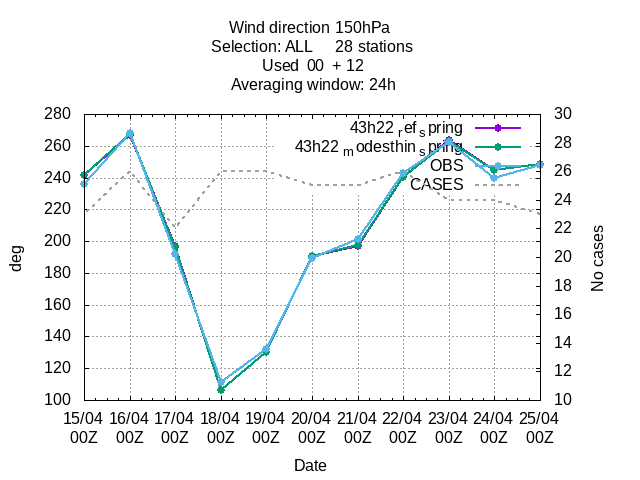 Wind direction 150hPa
Selection: ALL     28 stations
Used  00  + 12
Averaging window: 24h
280 30
43h22 ref spring
260 28
43h22 modesthin spring
OBS
240 26
CASES
220 24
22
200 20
180 18
160 16
140 14
120 12
100 10
deg
No cases
15/04 16/04 17/04 18/04 19/04 20/04 21/04 22/04 23/04 24/04 25/04
00Z 00Z 00Z 00Z 00Z 00Z 00Z 00Z 00Z 00Z 00Z
Date